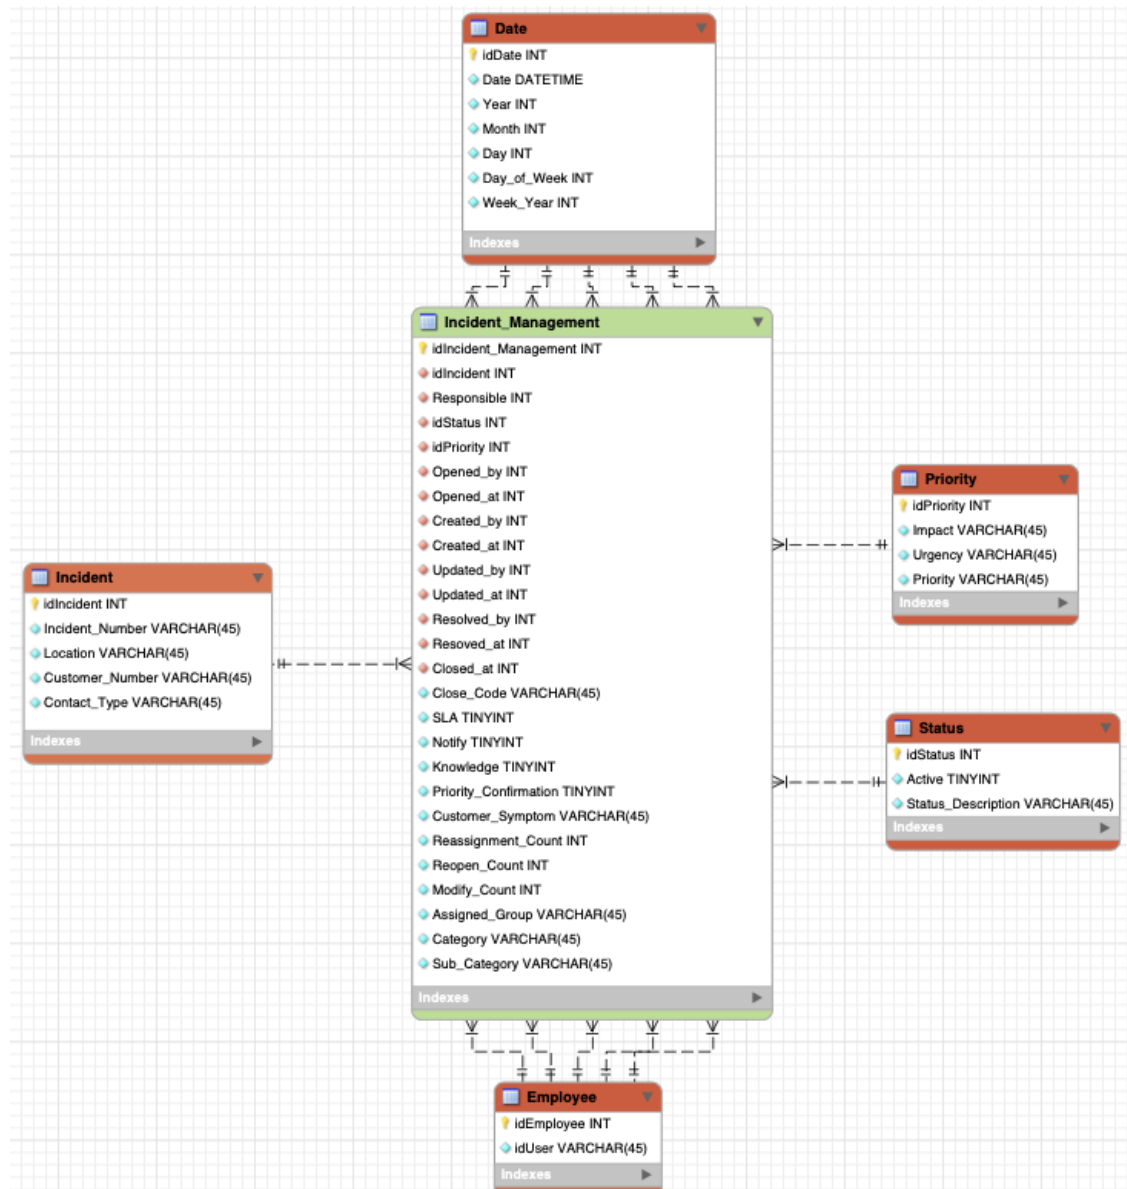 Date
idDate INT
Date DATETIME
Year INT
Month INT
Day INT
Day_of_Week INT
Week_Year INT
Indexes
Incident_Management
idIncident_Management INT
idIncident INT
Responsible INT
idStatus INT
idPriority INT
Opened_by INT
Opened_at INT
Created_by INT
Created_at INT
Updated_by INT
Updated_at INT
Resolved_by INT
Resoved_at INT
Closed_at INT
Close_Code VARCHAR(45)
SLA TINYINT
Notify TINYINT
Knowledge TINYINT
Priority_Confirmation TINYINT
Customer_Symptom VARCHAR(45)
Reassignment_Count INT
Reopen_Count INT
Modify_Count INT
Assigned_Group VARCHAR(45)
Category VARCHAR(45)
Sub_Category VARCHAR(45)
Indexes
Priority
idPriority INT
Impact VARCHAR(45)
Urgency VARCHAR(45)
Priority VARCHAR(45)
Indexes
Incident
idIncident INT
Incident_Number VARCHAR(45)
Location VARCHAR(45)
Customer_Number VARCHAR(45)
Contact_Type VARCHAR(45)
Indexes
Status
idStatus INT
Active TINYINT
Status_Description VARCHAR(45)
Indexes
Employee
idEmployee INT
idUser VARCHAR(45)
Indexes